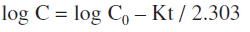 log C = log C₀ – Kt / 2.303